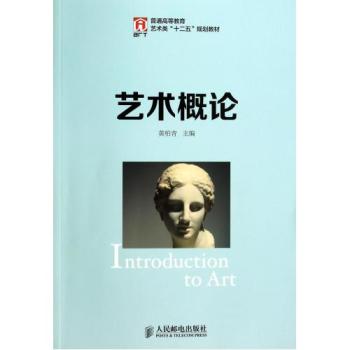 普通高等教育
艺术类“十二五”规划教材
ART
艺术概论
黄柏青 主编
Introduction
to Art
人民邮电出版社
POSTS & TELECOM PRESS